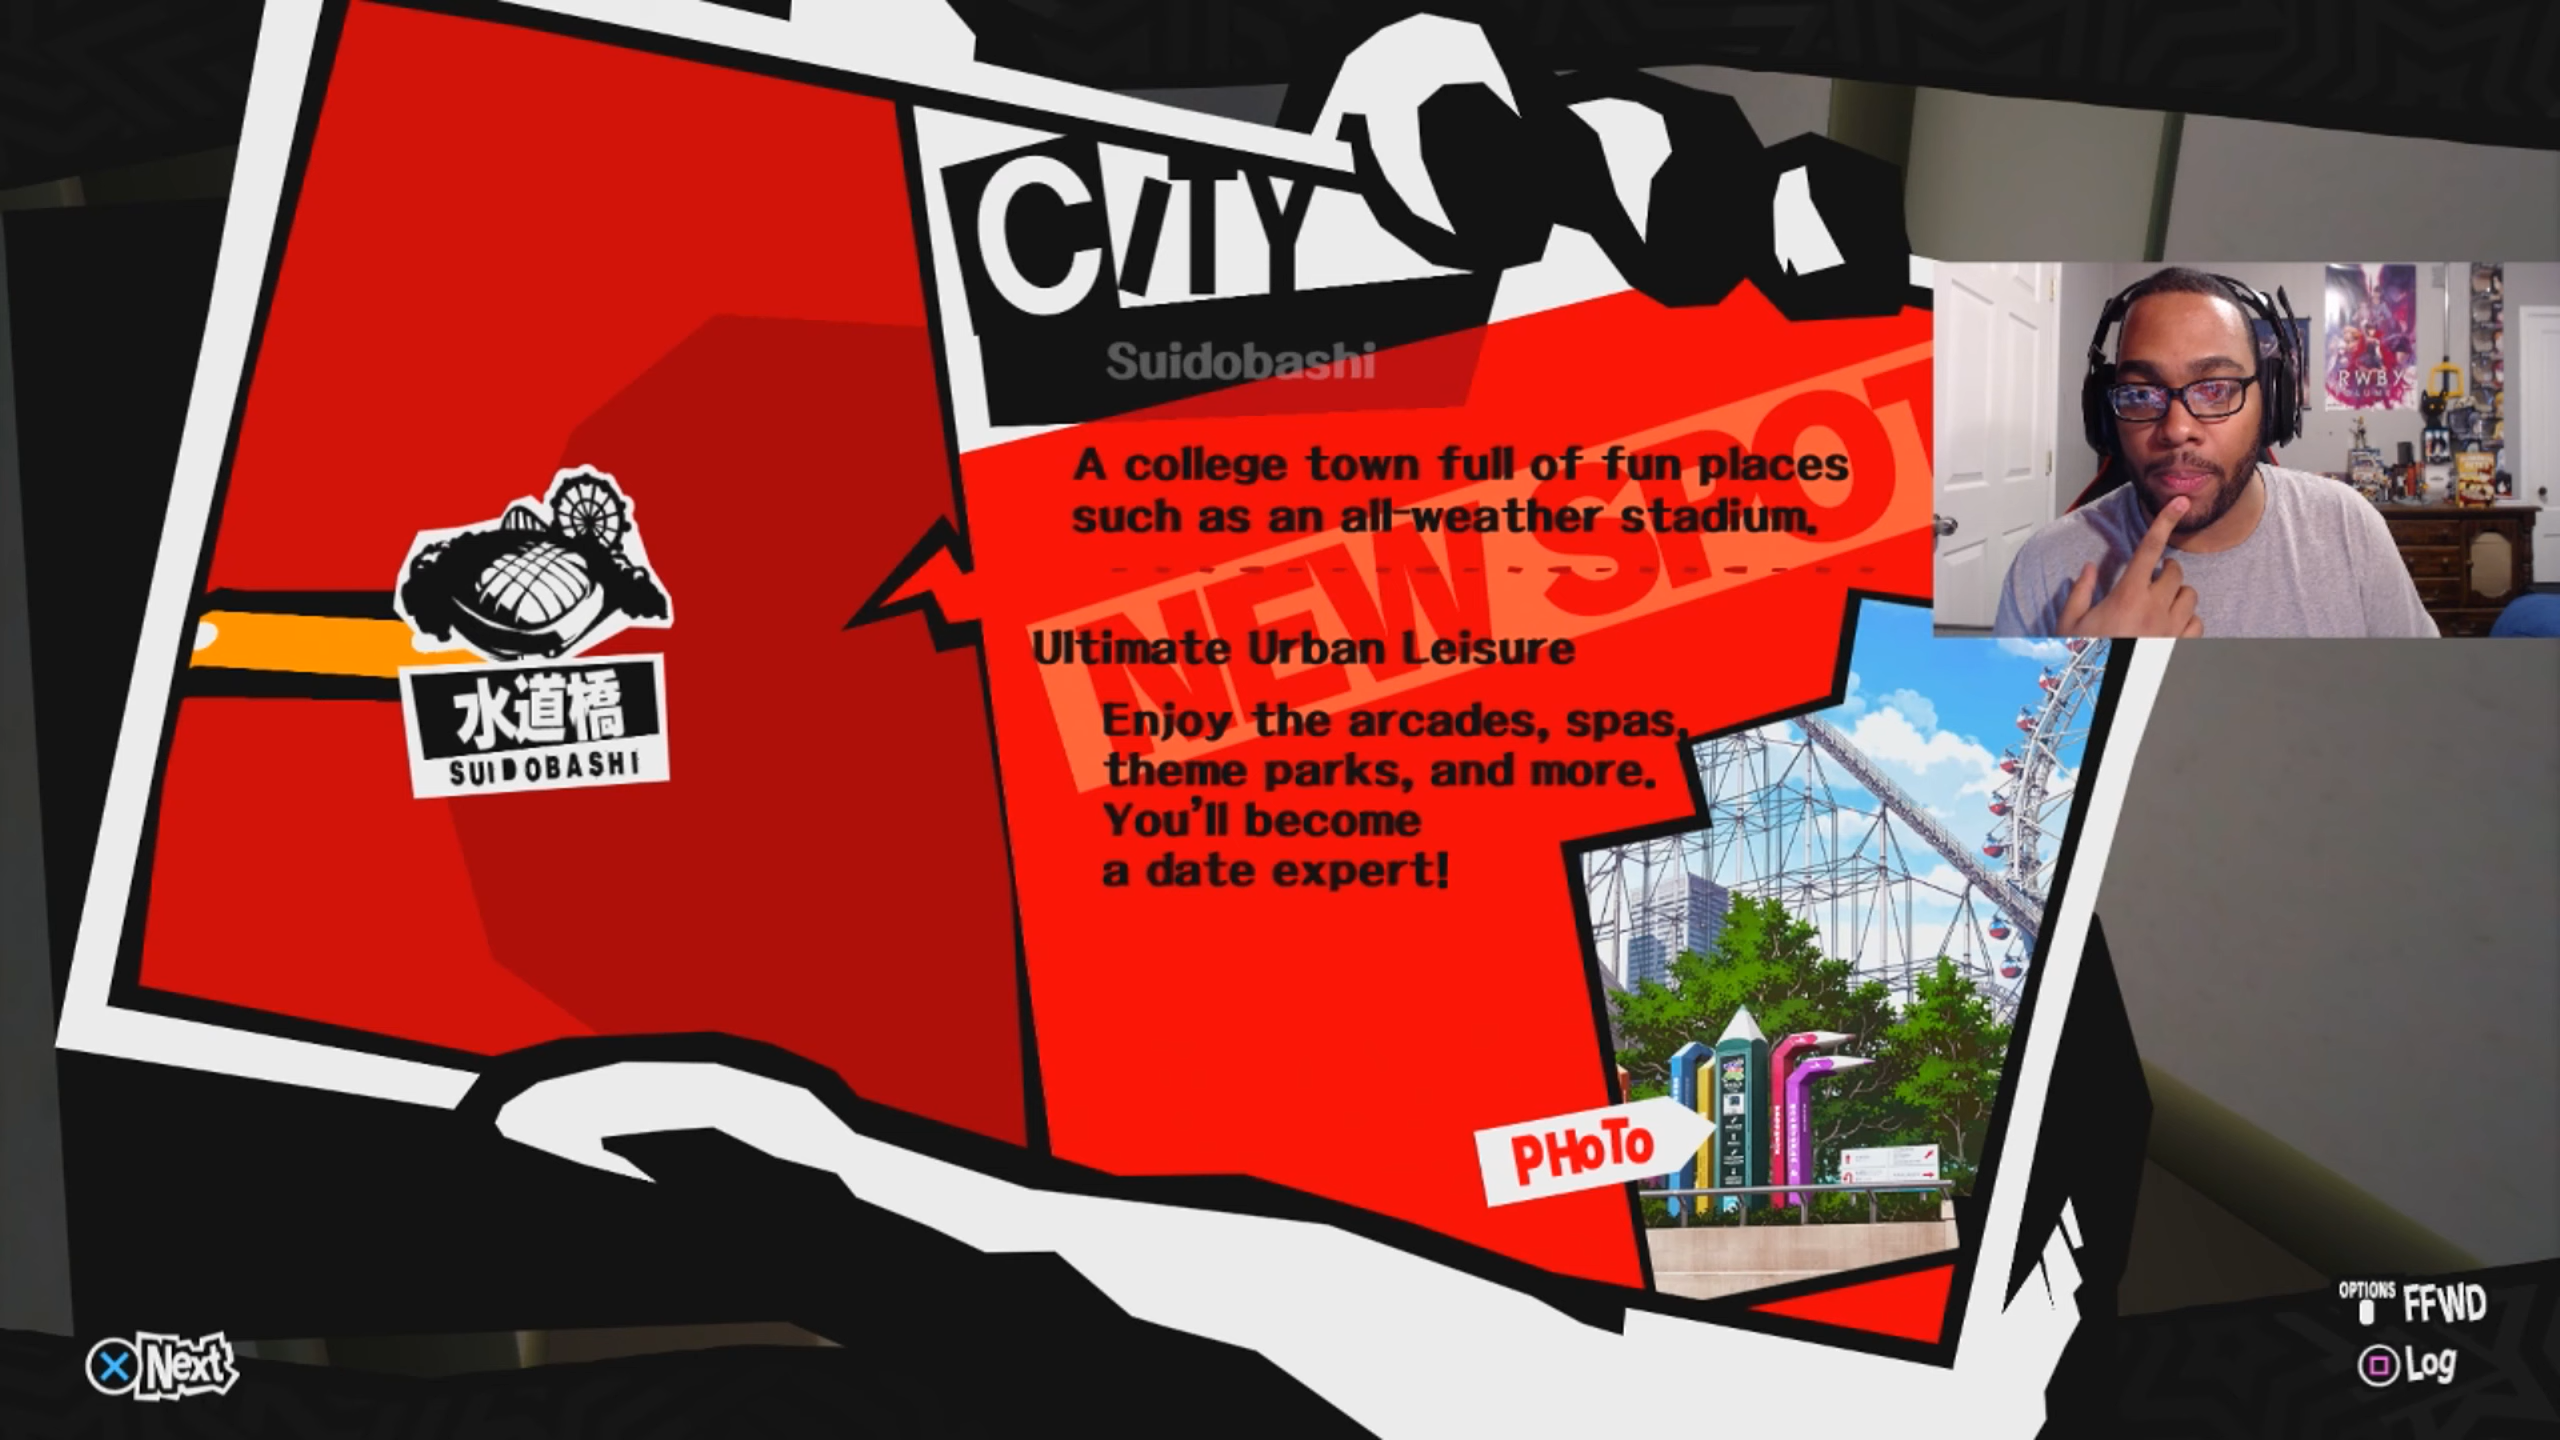 CITY
Suidobashi
NEW SPOT
A college town full of fun places
such as an all-weather stadium.
Ultimate Urban Leisure
Enjoy the arcades, spas,
theme parks, and more.
You'll become
a date expert!
水道橋
SUIDOBASHI
PHoTo
RWBY
Next
OPTIONS FFWD
Log